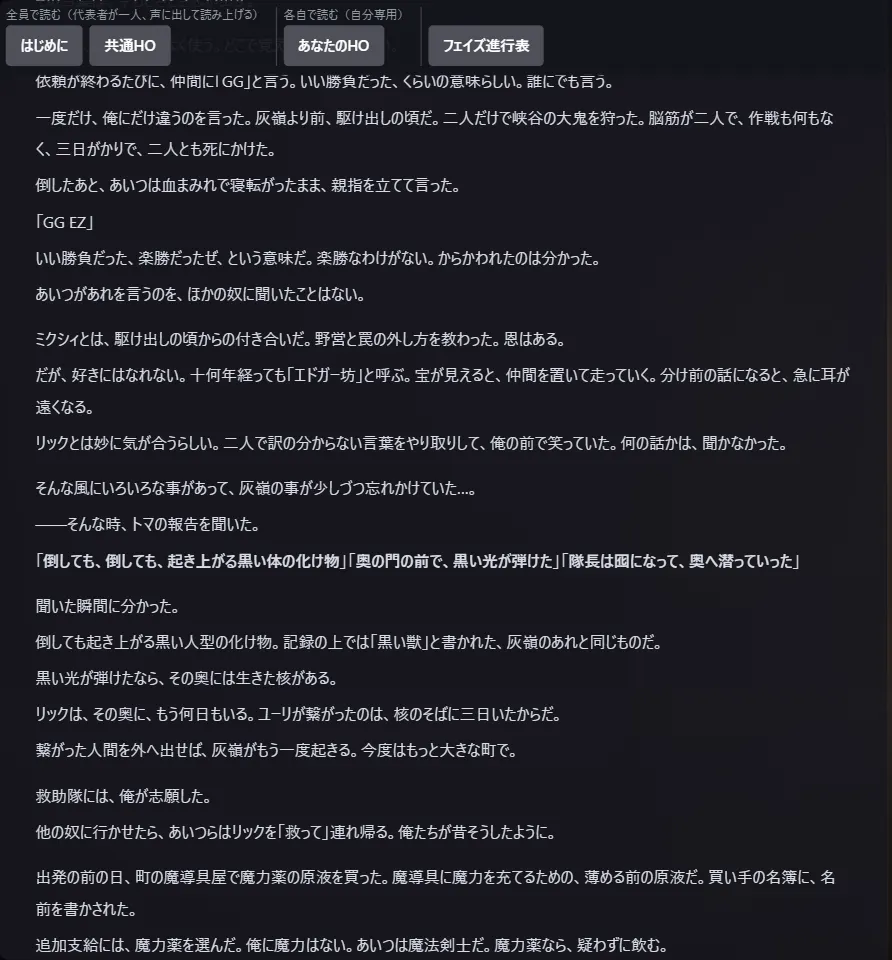 全員で読む（代表者が一人、声に出して読み上げる）
各自で読む（自分専用）
はじめに
共通HO
あなたのHO
フェイズ進行表
依頼が終わるたびに、仲間に「GG」と言う。いい勝負だった、くらいの意味らしい。誰にでも言う。
一度だけ、俺にだけ違うのを言った。灰嶺より前、駆け出しの頃だ。二人だけで峡谷の大鬼を狩った。脳筋が二人で、作戦も何もな
く、三日がかりで、二人とも死にかけた。
倒したあと、あいつは血まみれで寝転がったまま、親指を立てて言った。
「GG EZ」
いい勝負だった、楽勝だったぜ、という意味だ。楽勝なわけがない。からかわれたのは分かった。
あいつがあれを言うのを、ほかの奴に聞いたことはない。
ミクシィとは、駆け出しの頃からの付き合いだ。野営と罠の外し方を教わった。恩はある。
だが、好きにはなれない。十何年経っても「エドガー坊」と呼ぶ。宝が見えると、仲間を置いて走っていく。分け前の話になると、急に耳が
遠くなる。
リックとは妙に気が合うらしい。二人で訳の分からない言葉をやり取りして、俺の前で笑っていた。何の話かは、聞かなかった。
そんな風にいろいろな事があって、灰嶺の事が少しづつ忘れかけていた…。
――そんな時、トマの報告を聞いた。
「倒しても、倒しても、起き上がる黒い体の化け物」「奥の門の前で、黒い光が弾けた」「隊長は囮になって、奥へ潜っていった」
聞いた瞬間に分かった。
倒しても起き上がる黒い人型の化け物。記録の上では「黒い獣」と書かれた、灰嶺のあれと同じものだ。
黒い光が弾けたなら、その奥には生きた核がある。
リックは、その奥に、もう何日もいる。ユーリが繋がったのは、核のそばに三日いたからだ。
繋がった人間を外へ出せば、灰嶺がもう一度起きる。今度はもっと大きな町で。
救助隊には、俺が志願した。
他の奴に行かせたら、あいつらはリックを「救って」連れ帰る。俺たちが昔そうしたように。
出発の前の日、町の魔導具屋で魔力薬の原液を買った。魔導具に魔力を充てるための、薄める前の原液だ。買い手の名簿に、名
前を書かされた。
追加支給には、魔力薬を選んだ。俺に魔力はない。あいつは魔法剣士だ。魔力薬なら、疑わずに飲む。